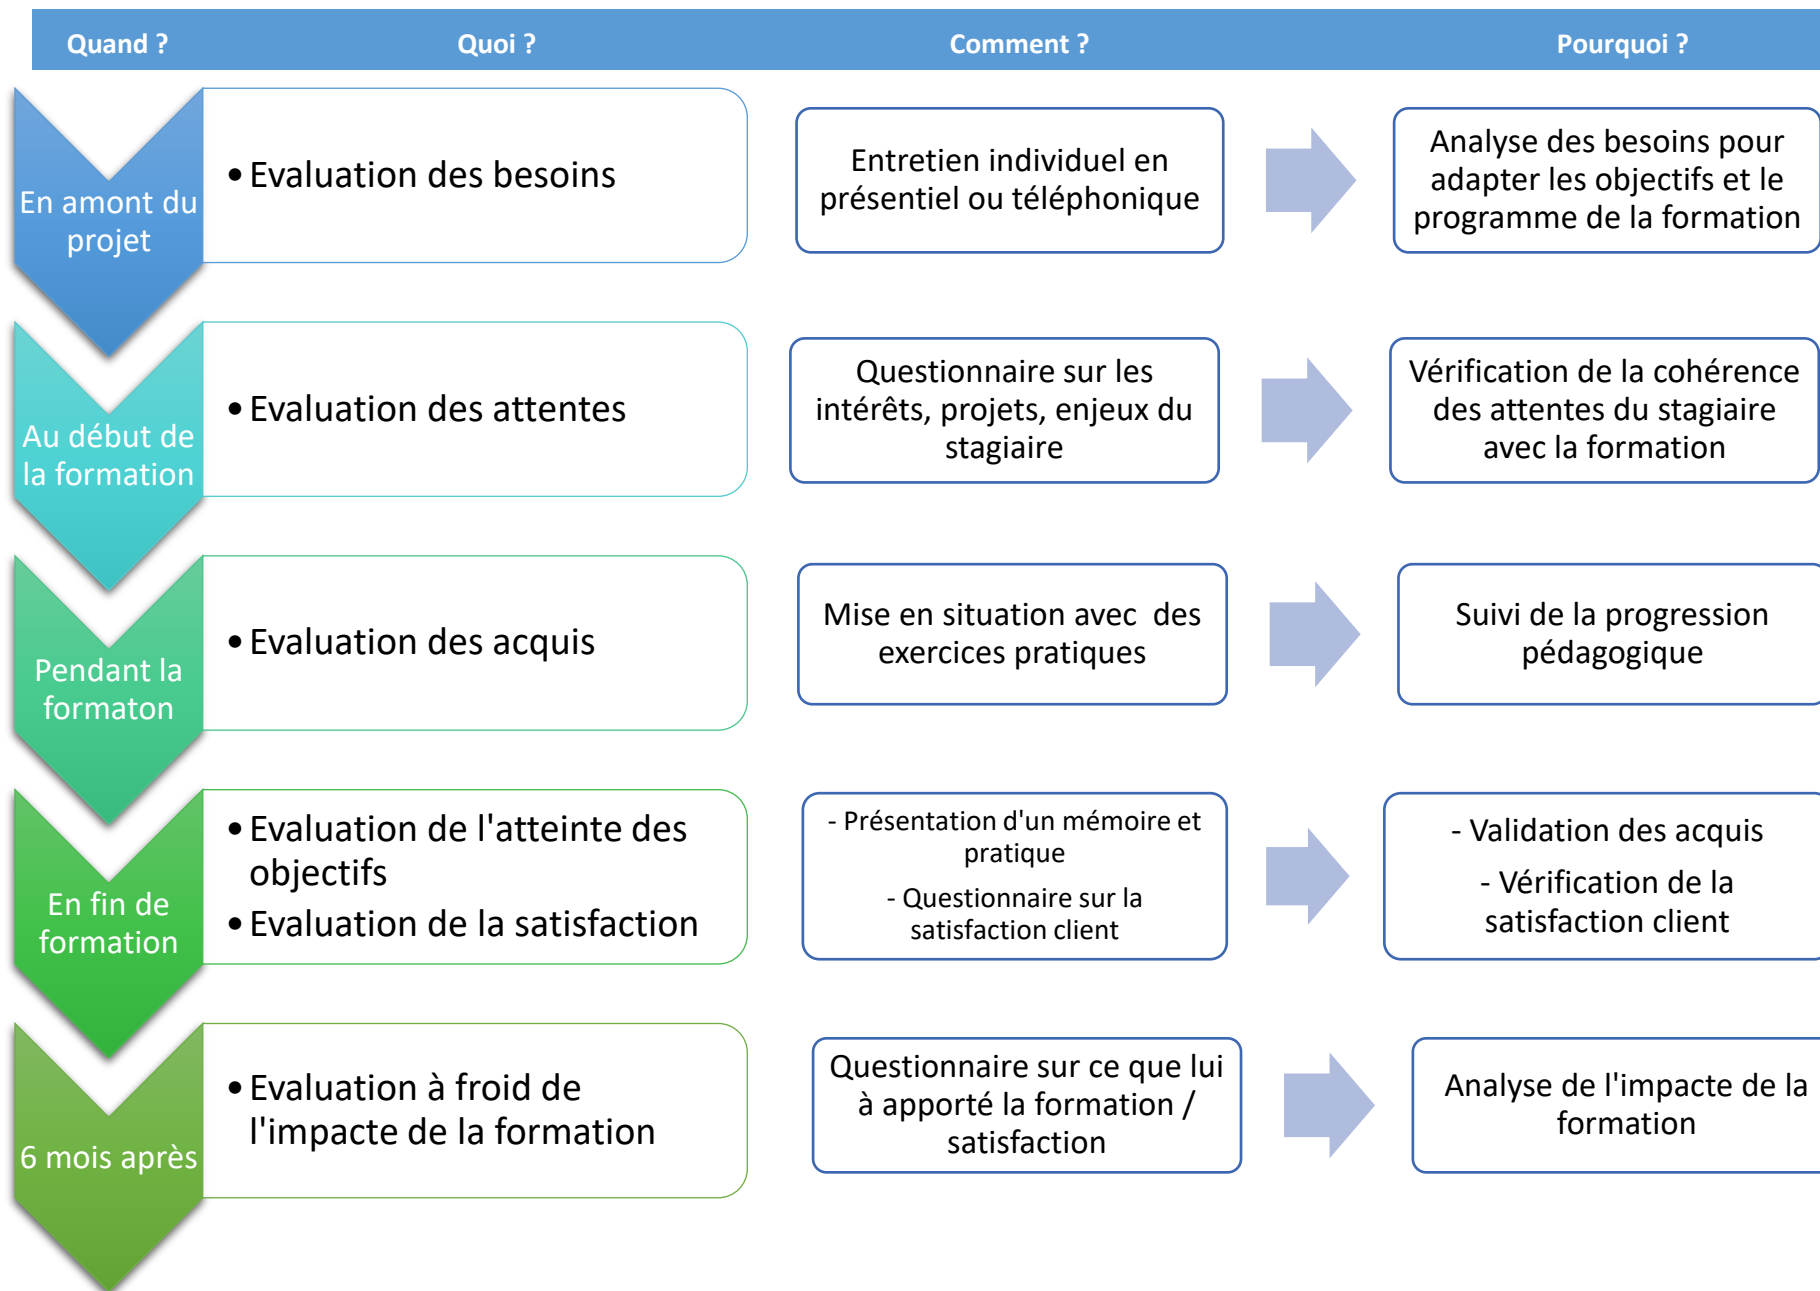 Quand ?
Quoi ?
Comment ?
Pourquoi ?
En amont du
projet
• Evaluation des besoins
Entretien individuel en
présentiel ou téléphonique
Analyse des besoins pour
adapter les objectifs et le
programme de la formation
Au début de
la formation
• Evaluation des attentes
Questionnaire sur les
intérêts, projets, enjeux du
stagiaire
Vérification de la cohérence
des attentes du stagiaire
avec la formation
Pendant la
formaton
• Evaluation des acquis
Mise en situation avec  des
exercices pratiques
Suivi de la progression
pédagogique
En fin de
formation
• Evaluation de l'atteinte des
objectifs
• Evaluation de la satisfaction
- Présentation d'un mémoire et
pratique
- Questionnaire sur la
satisfaction client
- Validation des acquis
- Vérification de la
satisfaction client
6 mois après
• Evaluation à froid de
l'impacte de la formation
Questionnaire sur ce que lui
à apporté la formation /
satisfaction
Analyse de l'impacte de la
formation